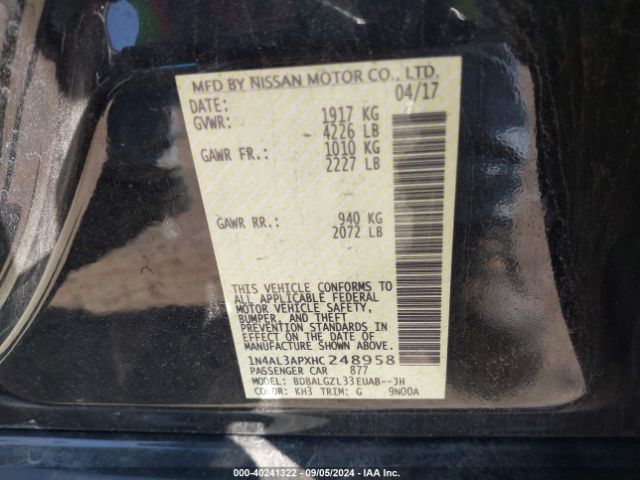 MFD BY NISSAN MOTOR CO., LTD.
DATE: 04/17
GVWR: 1917 KG
4226 LB
GAWR FR.: 1010 KG
2227 LB
GAWR RR.: 940 KG
2072 LB
THIS VEHICLE CONFORMS TO
ALL APPLICABLE FEDERAL
MOTOR VEHICLE SAFETY,
BUMPER, AND THEFT
PREVENTION STANDARDS IN
EFFECT ON THE DATE OF
MANUFACTURE SHOWN ABOVE.
1N4AL3APXHC248958
PASSENGER CAR 877
MODEL: BDBALGZL33EUAB--JH
COLOR: KH3 TRIM: G 9N00A
000-40241322 - 09/05/2024 - IAA Inc.